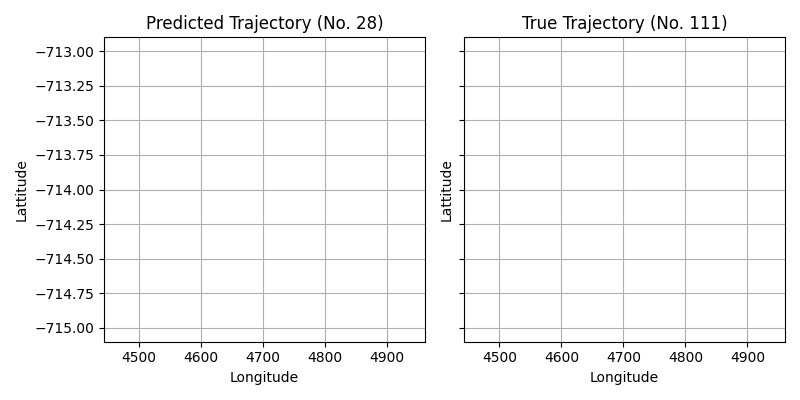 Predicted Trajectory (No. 28)
−713.00
−713.25
−713.50
−713.75
−714.00
−714.25
−714.50
−714.75
−715.00
Lattitude
4500 4600 4700 4800 4900
Longitude
True Trajectory (No. 111)
Lattitude
4500 4600 4700 4800 4900
Longitude